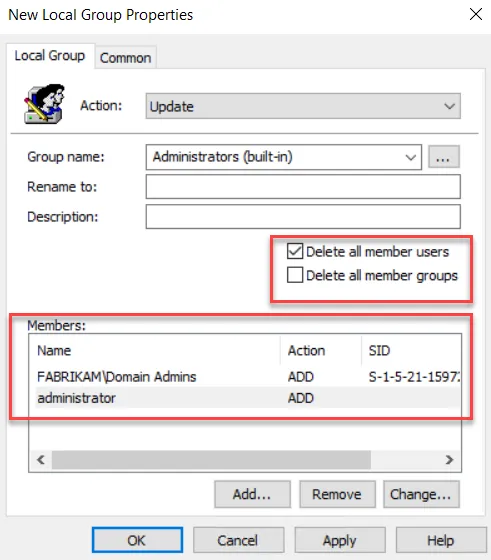 New Local Group Properties
Local Group Common
Action: Update
Group name: Administrators (built-in) ...
Rename to:
Description:
Delete all member users
Delete all member groups
Members:
Name Action SID
FABRIKAM\Domain Admins ADD S-1-5-21-1597
administrator ADD
Add... Remove Change...
OK Cancel Apply Help